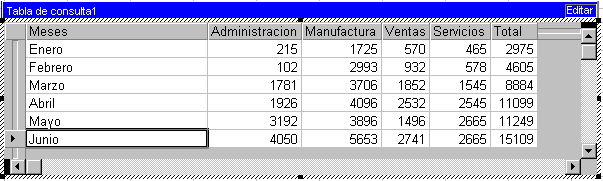 Tabla de consulta1 Editar
Meses Administracion Manufactura Ventas Servicios Total
Enero 215 1725 570 465 2975
Febrero 102 2993 932 578 4605
Marzo 1781 3706 1852 1545 8884
Abril 1926 4096 2532 2545 11099
Mayo 3192 3896 1496 2665 11249
Junio 4050 5653 2741 2665 15109